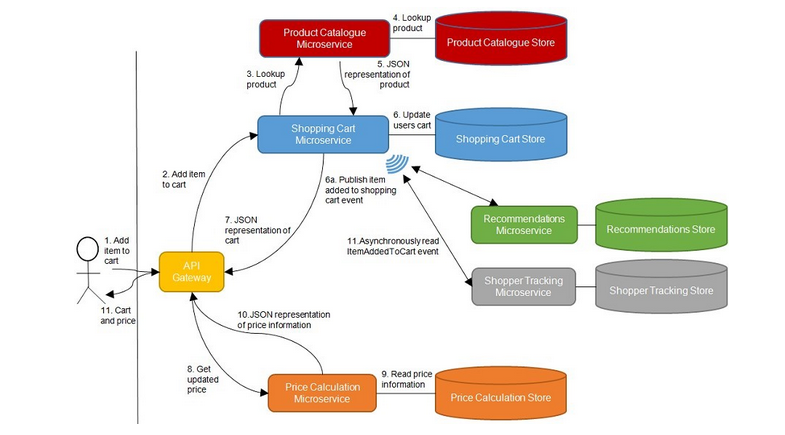 Product Catalogue
Microservice
4. Lookup
product
Product Catalogue Store
3. Lookup
product
5. JSON
representation of
product
Shopping Cart
Microservice
6. Update
users cart
Shopping Cart Store
2. Add item
to cart
6a. Publish item
added to shopping
cart event
7. JSON
representation of
cart
Recommendations
Microservice
Recommendations Store
11.Asynchronously read
ItemAddedToCart event
1. Add
item to
cart
API
Gateway
Shopper Tracking
Microservice
Shopper Tracking Store
11. Cart
and price
10.JSON representation
of price information
8. Get
updated
price
Price Calculation
Microservice
9. Read price
information
Price Calculation Store